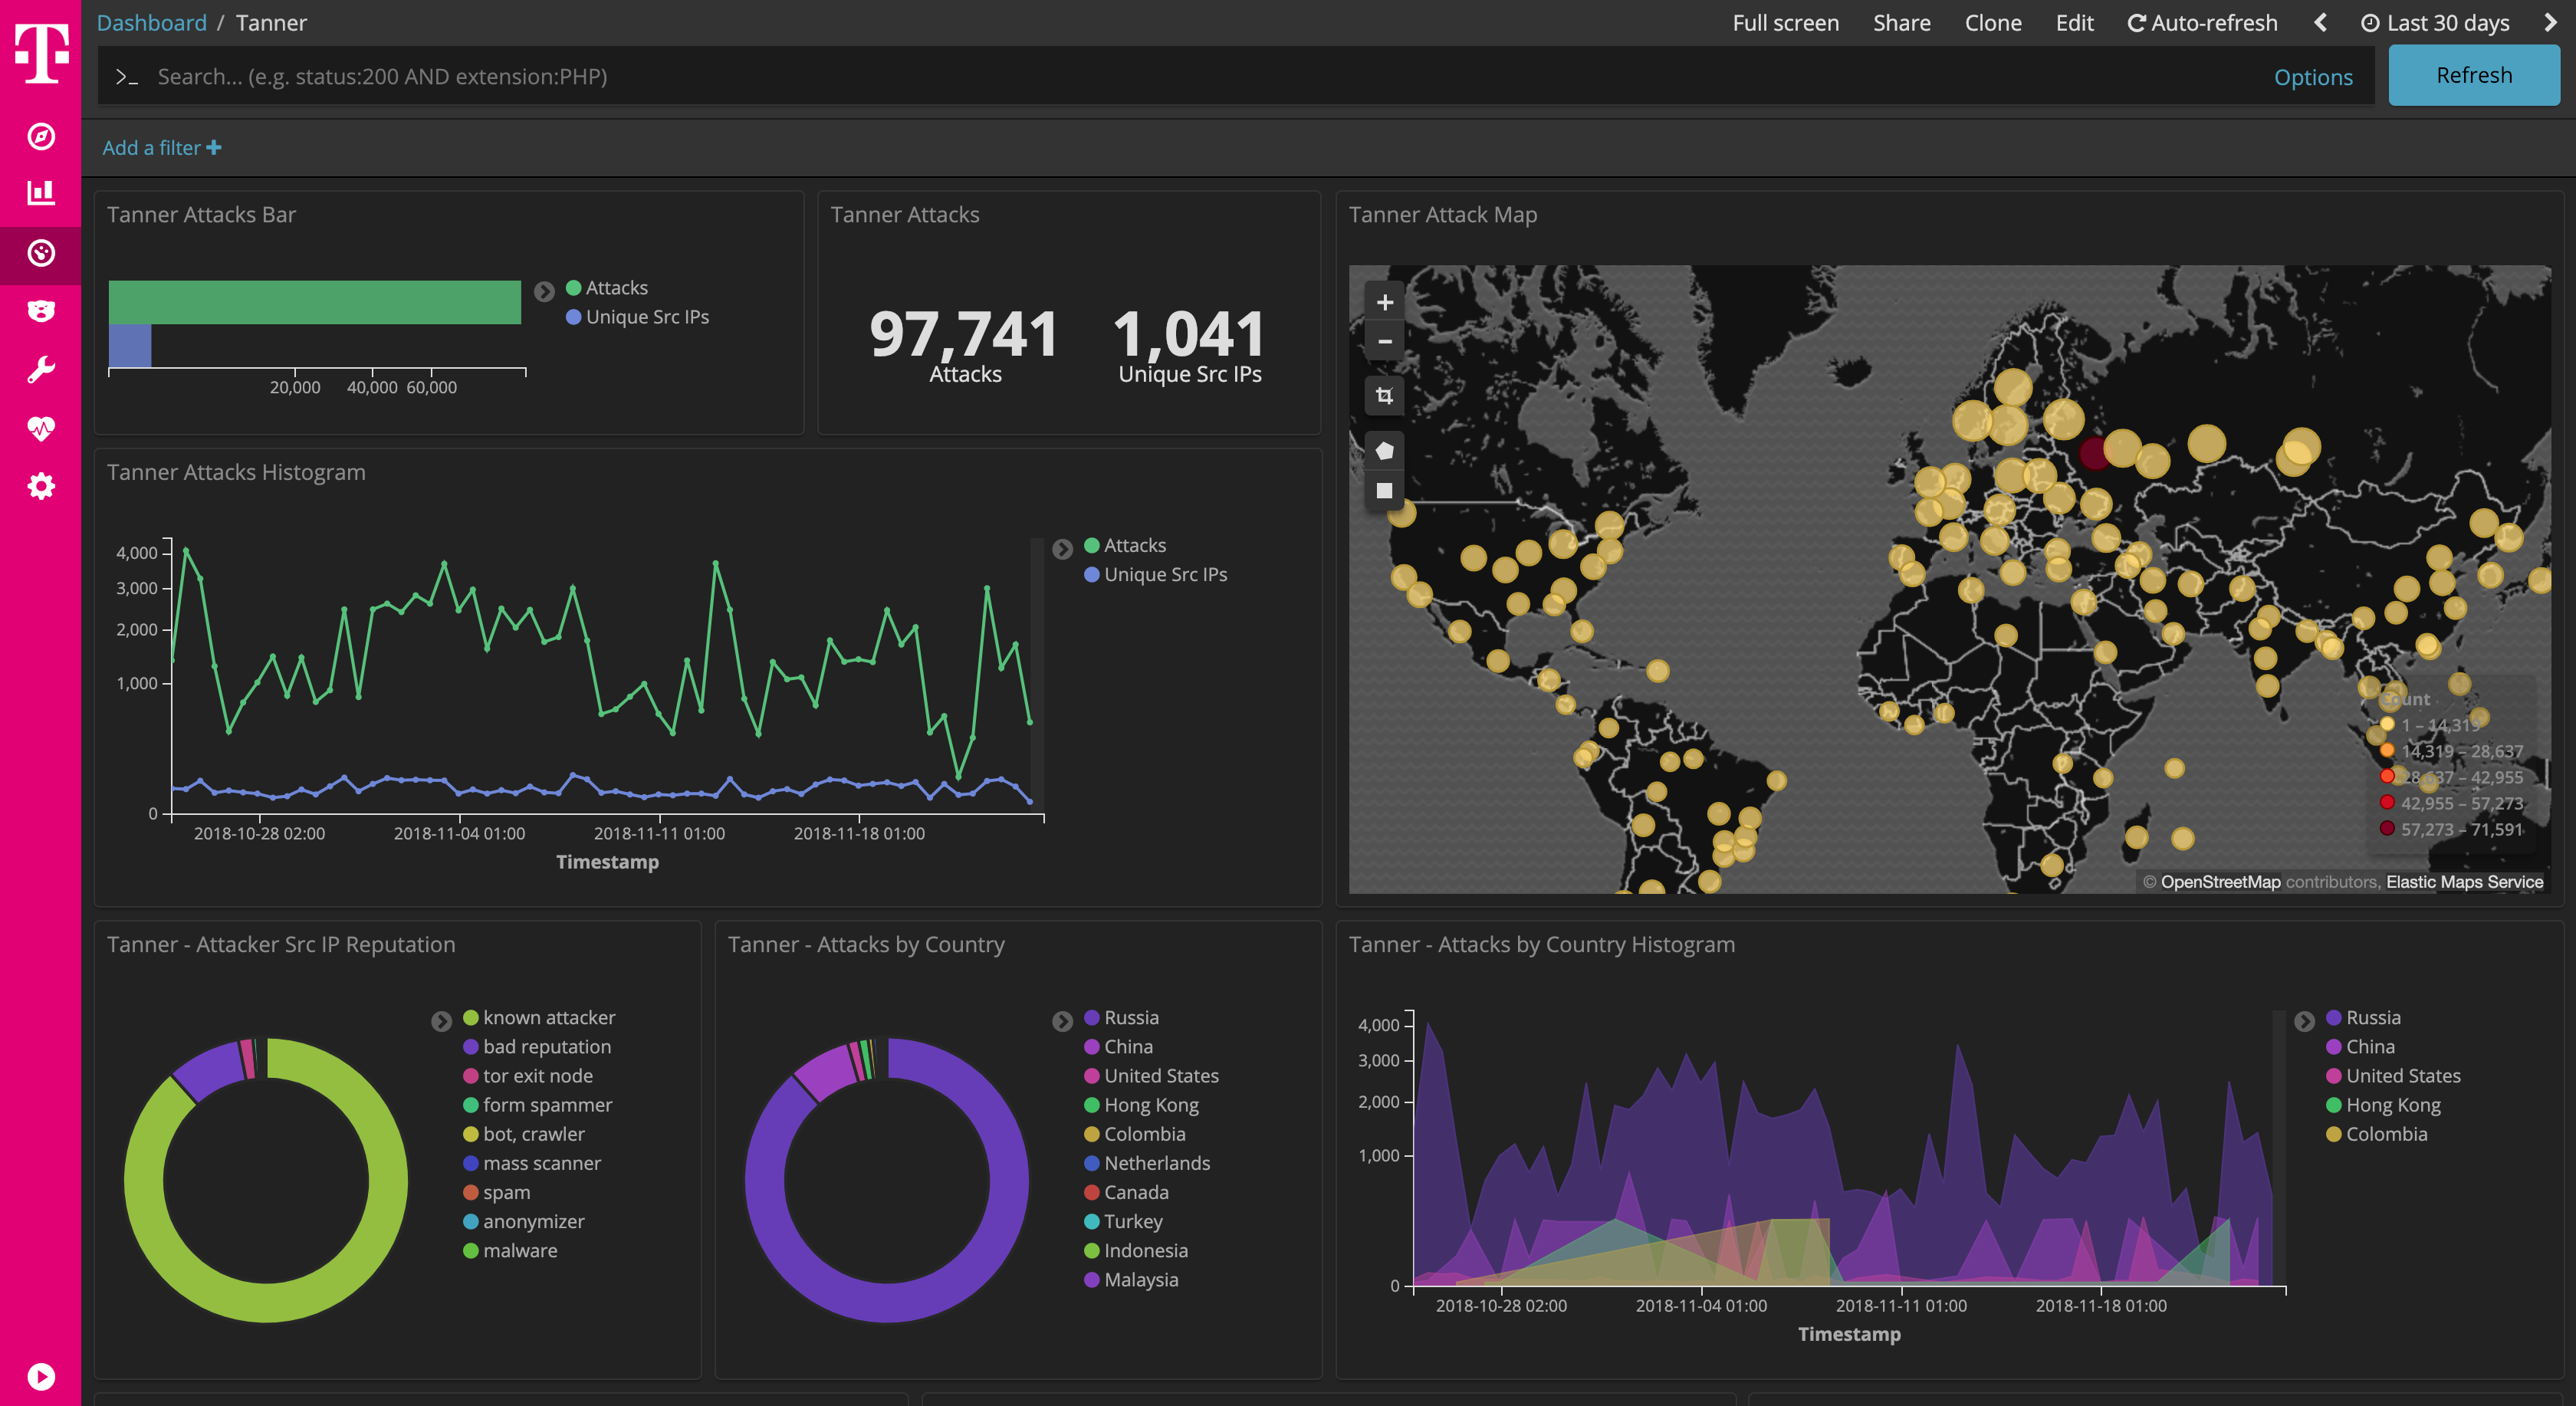 Dashboard / Tanner
Full screen Share Clone Edit Auto-refresh Last 30 days
>_ Search... (e.g. status:200 AND extension:PHP) Options Refresh
Add a filter +
Tanner Attacks Bar
Attacks
Unique Src IPs
20,000 40,000 60,000
Tanner Attacks
97,741 1,041
Attacks Unique Src IPs
Tanner Attack Map
+
−
Count
1 – 14,319
14,319 – 28,637
28,637 – 42,955
42,955 – 57,273
57,273 – 71,591
© OpenStreetMap contributors, Elastic Maps Service
Tanner Attacks Histogram
4,000
3,000
2,000
1,000
0
2018-10-28 02:00 2018-11-04 01:00 2018-11-11 01:00 2018-11-18 01:00
Timestamp
Attacks
Unique Src IPs
Tanner - Attacker Src IP Reputation
known attacker
bad reputation
tor exit node
form spammer
bot, crawler
mass scanner
spam
anonymizer
malware
Tanner - Attacks by Country
Russia
China
United States
Hong Kong
Colombia
Netherlands
Canada
Turkey
Indonesia
Malaysia
Tanner - Attacks by Country Histogram
4,000
3,000
2,000
1,000
0
2018-10-28 02:00 2018-11-04 01:00 2018-11-11 01:00 2018-11-18 01:00
Timestamp
Russia
China
United States
Hong Kong
Colombia